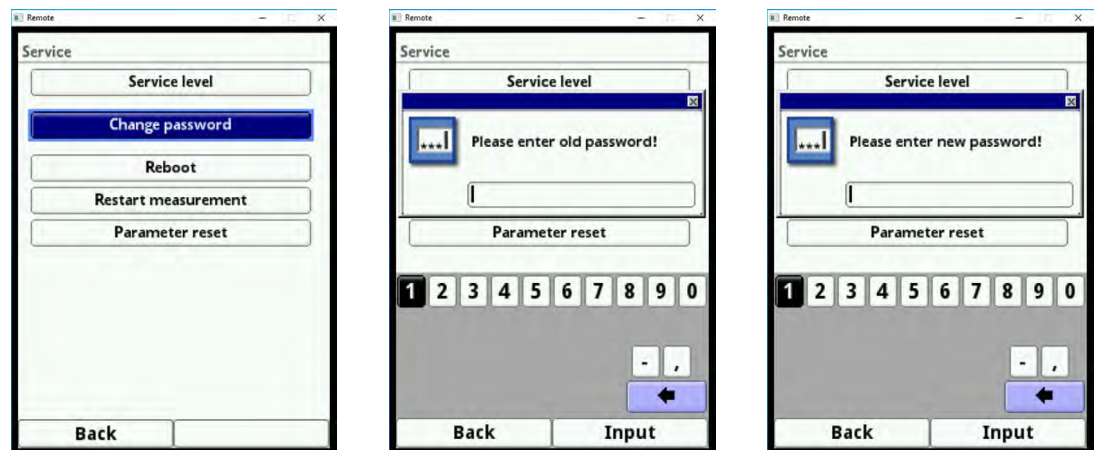 Remote
Service
Service level
Change password
Reboot
Restart measurement
Parameter reset
Back
Remote
Service
Service level
Please enter old password!
Parameter reset
1 2 3 4 5 6 7 8 9 0
- ,
Back Input
Remote
Service
Service level
Please enter new password!
Parameter reset
1 2 3 4 5 6 7 8 9 0
- ,
Back Input